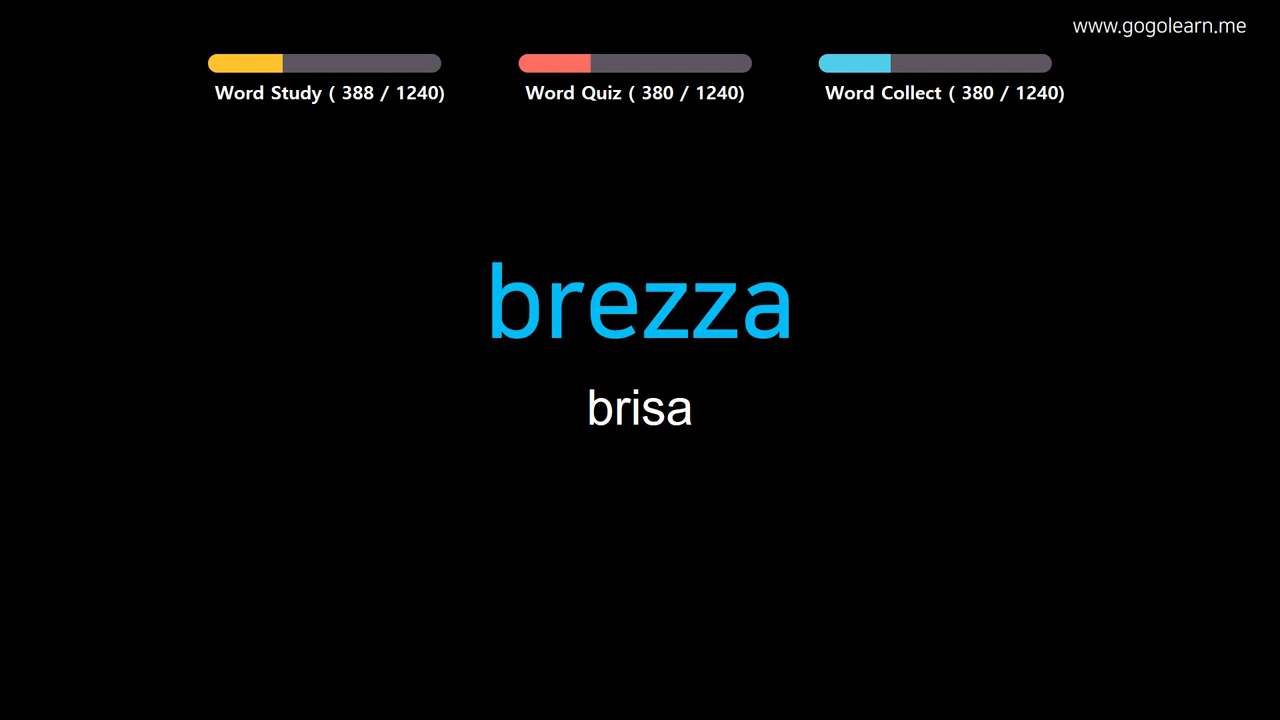 www.gogolearn.me
Word Study ( 388 / 1240)
Word Quiz ( 380 / 1240)
Word Collect ( 380 / 1240)
brezza
brisa